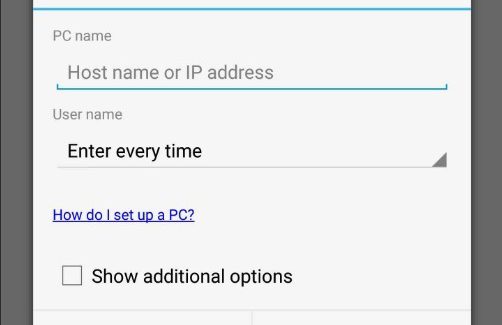 PC name
Host name or IP address
User name
Enter every time
How do I set up a PC?
Show additional options